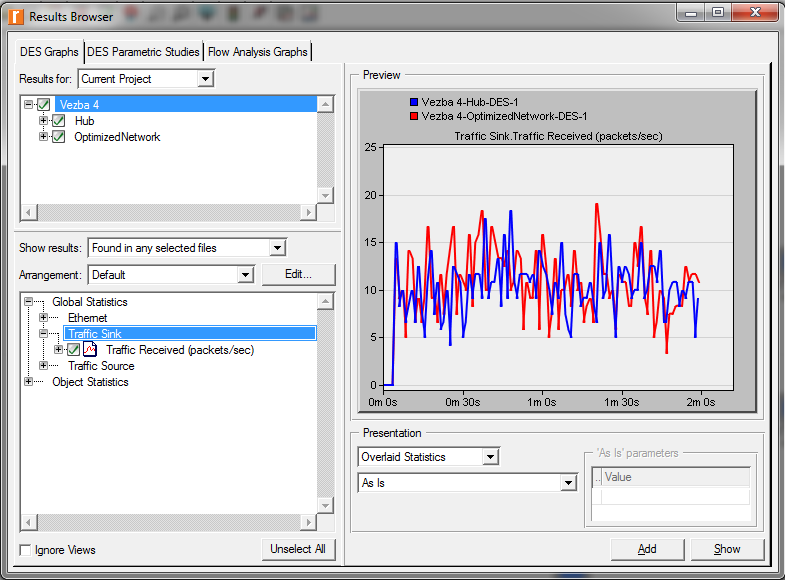 Results Browser
DES Graphs DES Parametric Studies Flow Analysis Graphs
Results for: Current Project
Vezba 4
Hub
OptimizedNetwork
Show results: Found in any selected files
Arrangement: Default Edit...
Global Statistics
Ethernet
Traffic Sink
Traffic Received (packets/sec)
Traffic Source
Object Statistics
Ignore Views Unselect All
Preview
Vezba 4-Hub-DES-1
Vezba 4-OptimizedNetwork-DES-1
Traffic Sink.Traffic Received (packets/sec)
25
20
15
10
5
0
0m 0s 0m 30s 1m 0s 1m 30s 2m 0s
Presentation
Overlaid Statistics
As Is
'As Is' parameters
... Value
Add Show